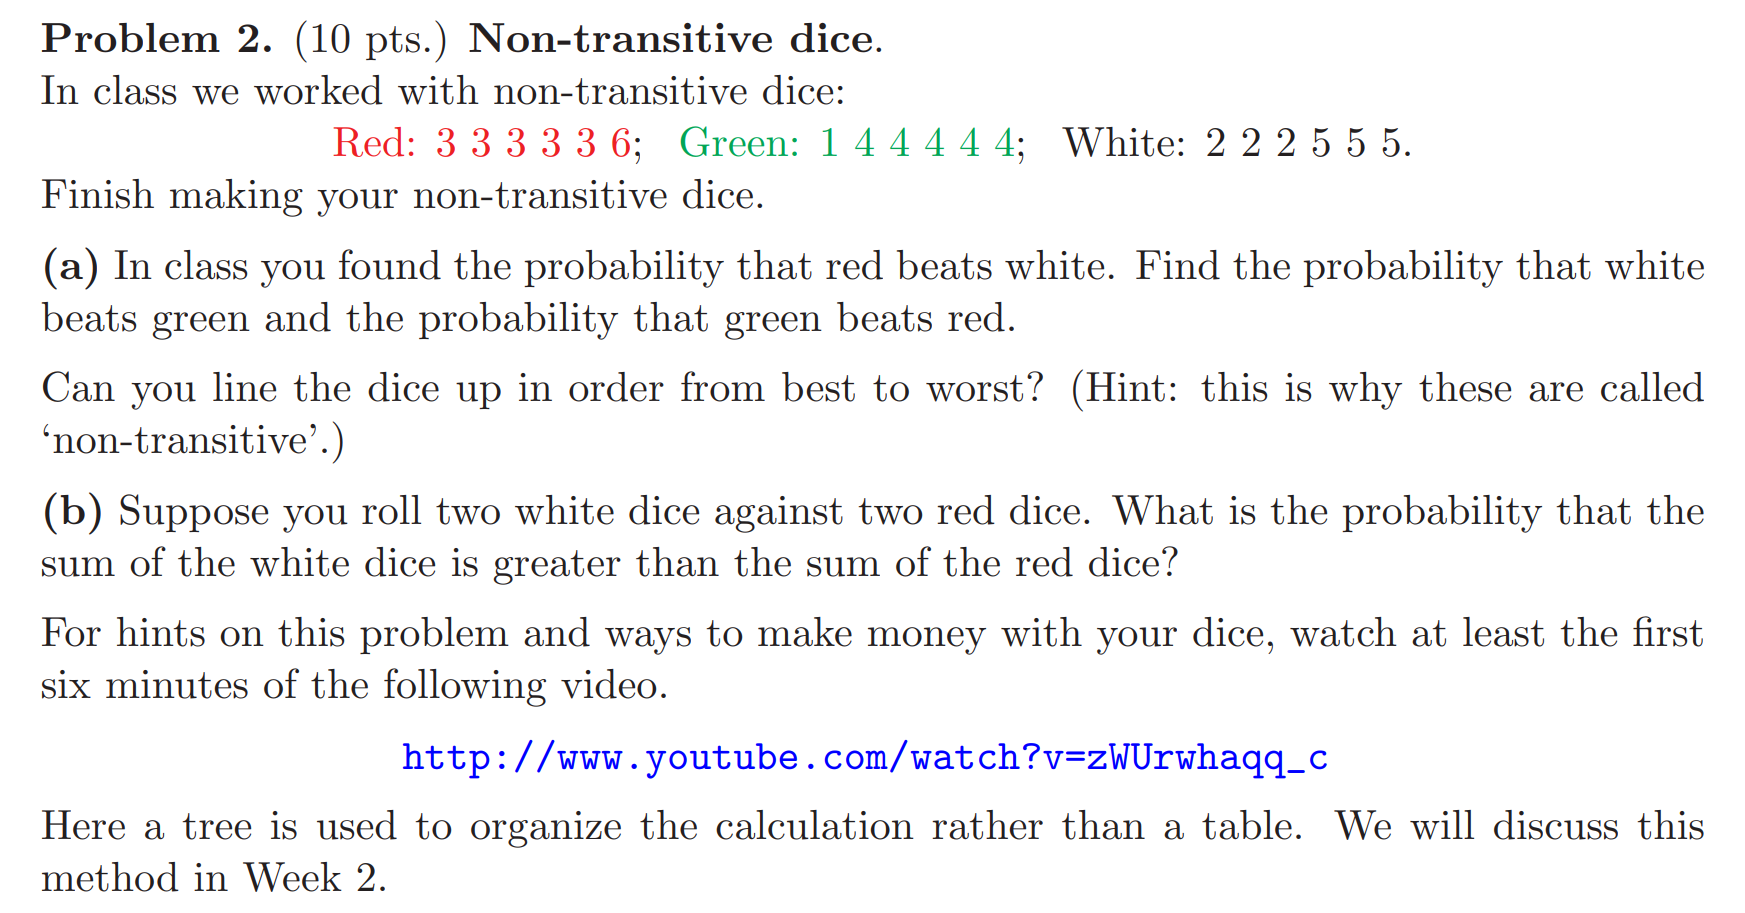 Problem 2. (10 pts.) Non-transitive dice.
In class we worked with non-transitive dice:
Red: 3 3 3 3 3 6; Green: 1 4 4 4 4 4; White: 2 2 2 5 5 5.
Finish making your non-transitive dice.
(a) In class you found the probability that red beats white. Find the probability that white
beats green and the probability that green beats red.
Can you line the dice up in order from best to worst? (Hint: this is why these are called
‘non-transitive’.)
(b) Suppose you roll two white dice against two red dice. What is the probability that the
sum of the white dice is greater than the sum of the red dice?
For hints on this problem and ways to make money with your dice, watch at least the first
six minutes of the following video.
http://www.youtube.com/watch?v=zWUrwhaqq_c
Here a tree is used to organize the calculation rather than a table. We will discuss this
method in Week 2.